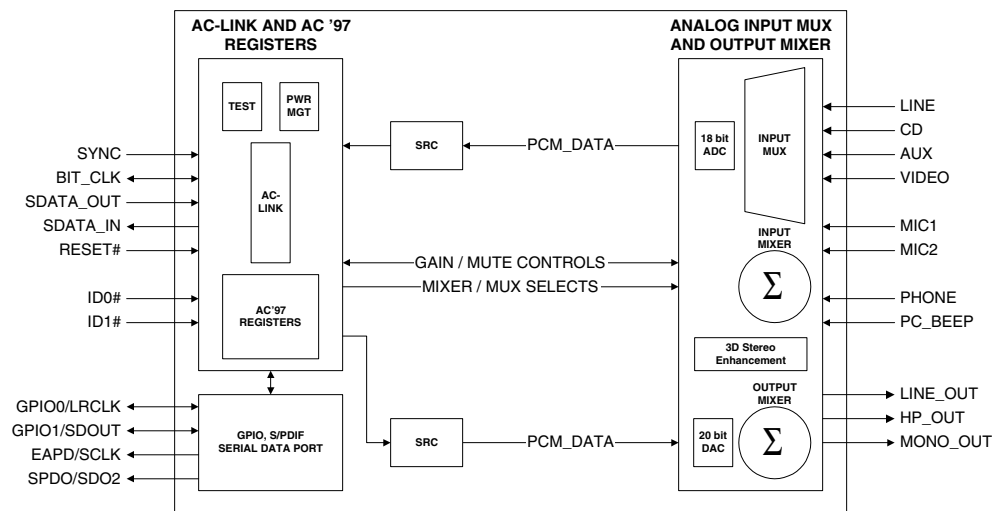 AC-LINK AND AC '97
REGISTERS
ANALOG INPUT MUX
AND OUTPUT MIXER
TEST
PWR
MGT
AC-
LINK
AC'97
REGISTERS
GPIO, S/PDIF
SERIAL DATA PORT
SYNC
BIT_CLK
SDATA_OUT
SDATA_IN
RESET#
ID0#
ID1#
GPIO0/LRCLK
GPIO1/SDOUT
EAPD/SCLK
SPDO/SDO2
SRC
PCM_DATA
GAIN / MUTE CONTROLS
MIXER / MUX SELECTS
SRC
PCM_DATA
18 bit
ADC
INPUT
MUX
INPUT
MIXER
Σ
3D Stereo
Enhancement
OUTPUT
MIXER
20 bit
DAC
Σ
LINE
CD
AUX
VIDEO
MIC1
MIC2
PHONE
PC_BEEP
LINE_OUT
HP_OUT
MONO_OUT